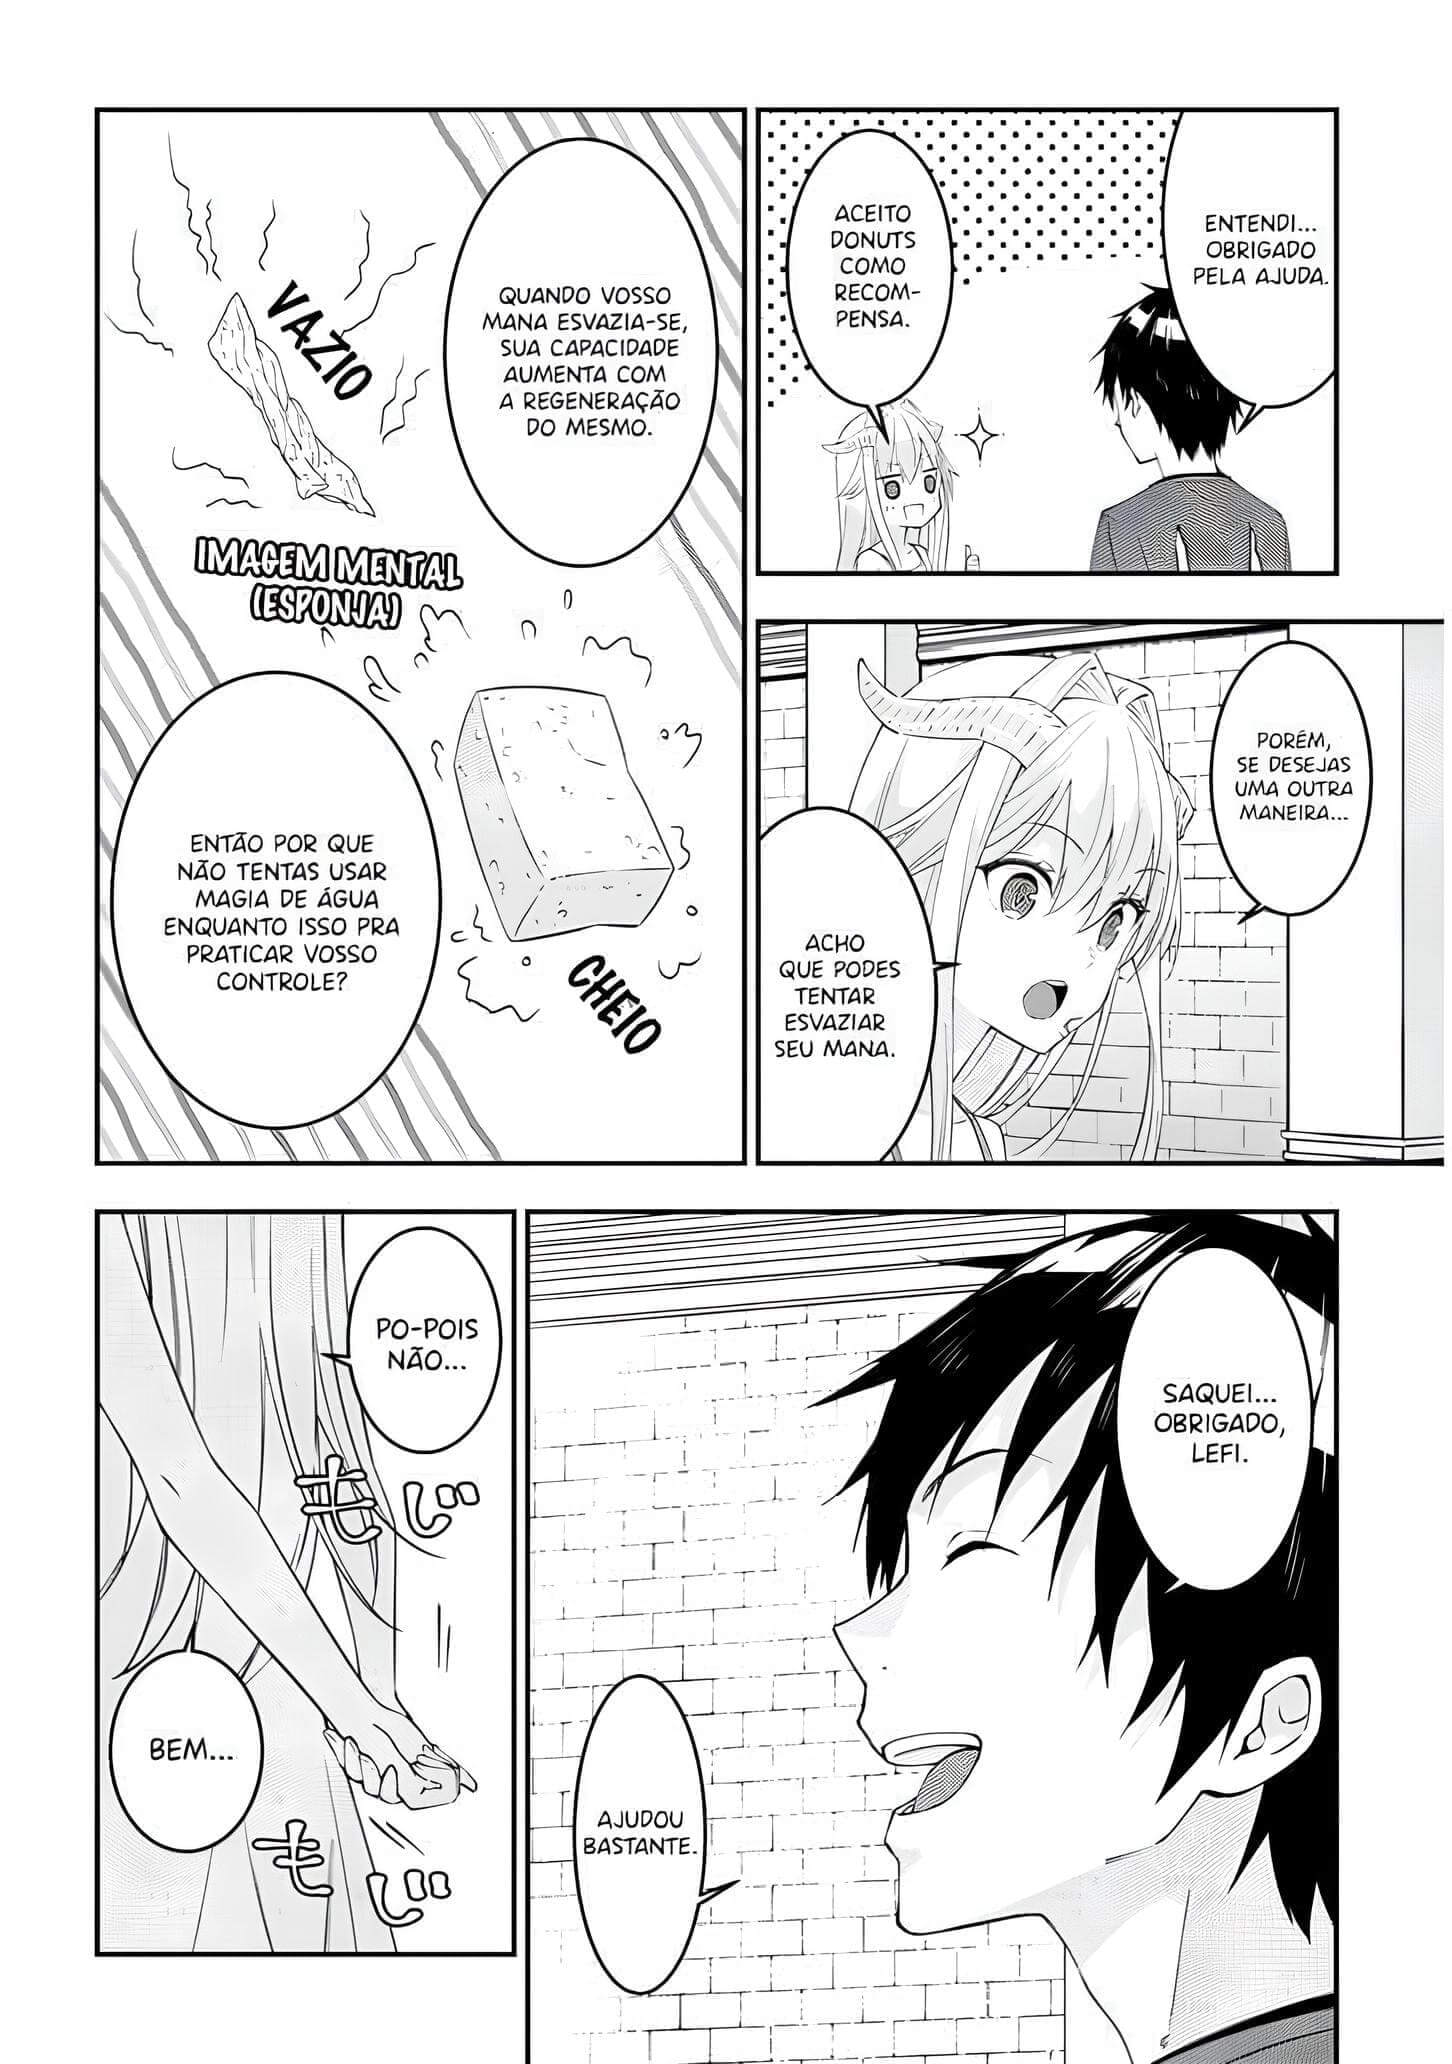 ENTENDI...
OBRIGADO
PELA AJUDA.
ACEITO
DONUTS
COMO
RECOM-
PENSA.
PORÉM,
SE DESEJAS
UMA OUTRA
MANEIRA...
ACHO
QUE PODES
TENTAR
ESVAZIAR
SEU MANA.
QUANDO VOSSO
MANA ESVAZIA-SE,
SUA CAPACIDADE
AUMENTA COM
A REGENERAÇÃO
DO MESMO.
VAZIO
IMAGEM MENTAL
(ESPONJA)
CHEIO
ENTÃO POR QUE
NÃO TENTAS USAR
MAGIA DE ÁGUA
ENQUANTO ISSO PRA
PRATICAR VOSSO
CONTROLE?
SAQUEI...
OBRIGADO,
LEFI.
AJUDOU
BASTANTE.
PO-POIS
NÃO...
もじ
BEM...
もじ